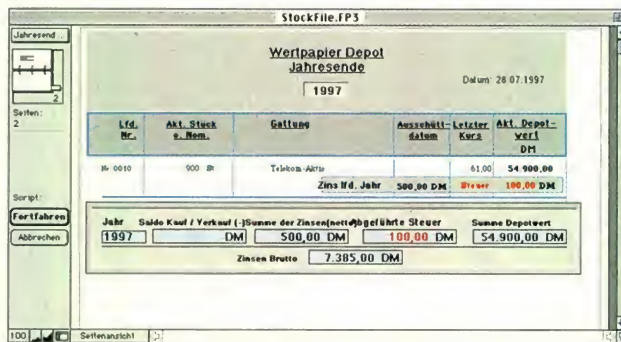 StockFile.FP3
Jahresend...
2
Seiten:
2
Script:
Fortfahren
Abbrechen
Wertpapier Depot
Jahresende
1997
Datum: 28.07.1997
Lfd. Nr.
Akt. Stück o. Nom.
Gattung
Ausschütt-datum
Letzter Kurs
Akt. Depot-wert DM
Nr 0010 900 St Telekom-Aktie 61,00 54.900,00
Zins lfd. Jahr 500,00 DM Steuer 100,00 DM
Jahr Saldo Kauf / Verkauf (-) Summe der Zinsen(netto) Abgeführte Steuer Summe Depotwert
1997 DM 500,00 DM 100,00 DM 54.900,00 DM
Zinsen Brutto 7.385,00 DM
100 Seitenansicht